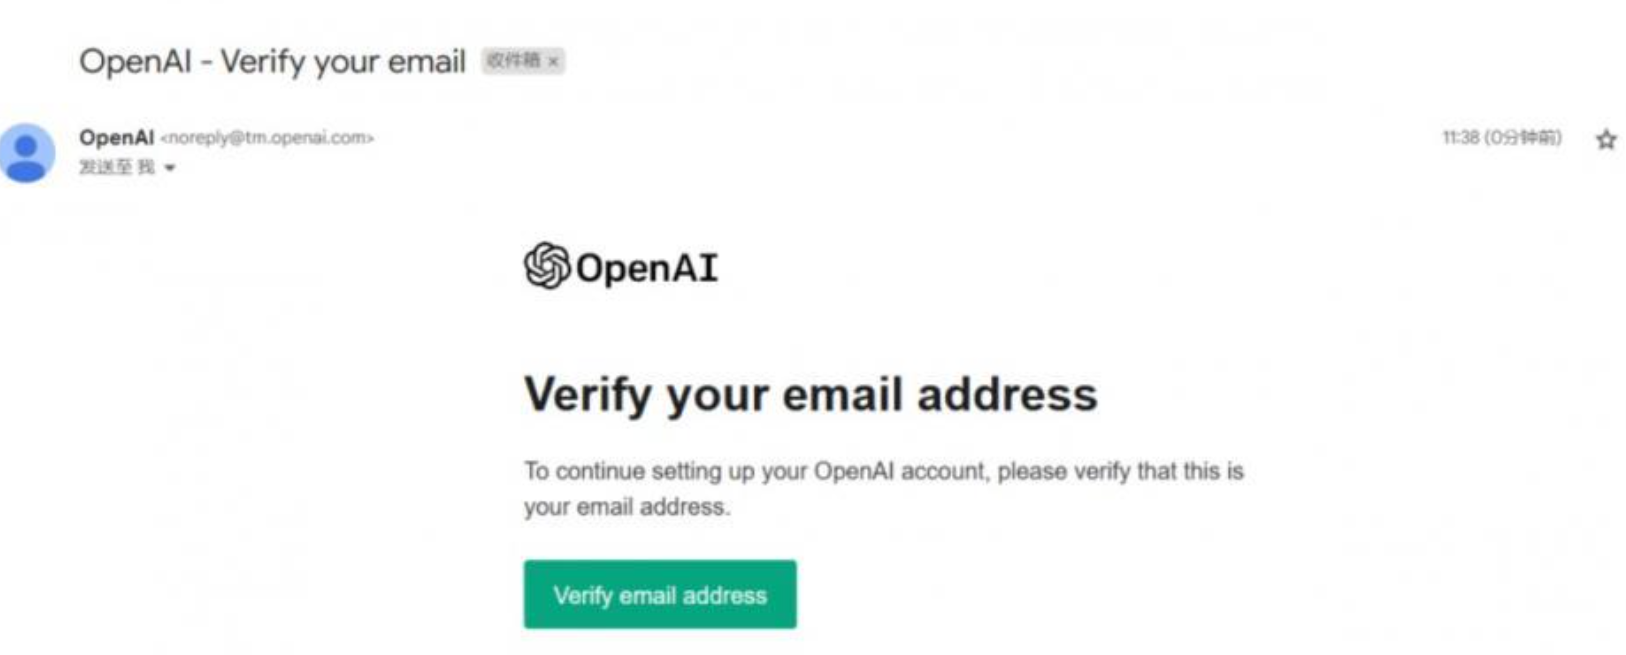 OpenAI - Verify your email 收件箱 ×
OpenAI <noreply@tm.openai.com>
11:38 (0分钟前)
发送至 我
OpenAI
Verify your email address
To continue setting up your OpenAI account, please verify that this is
your email address.
Verify email address